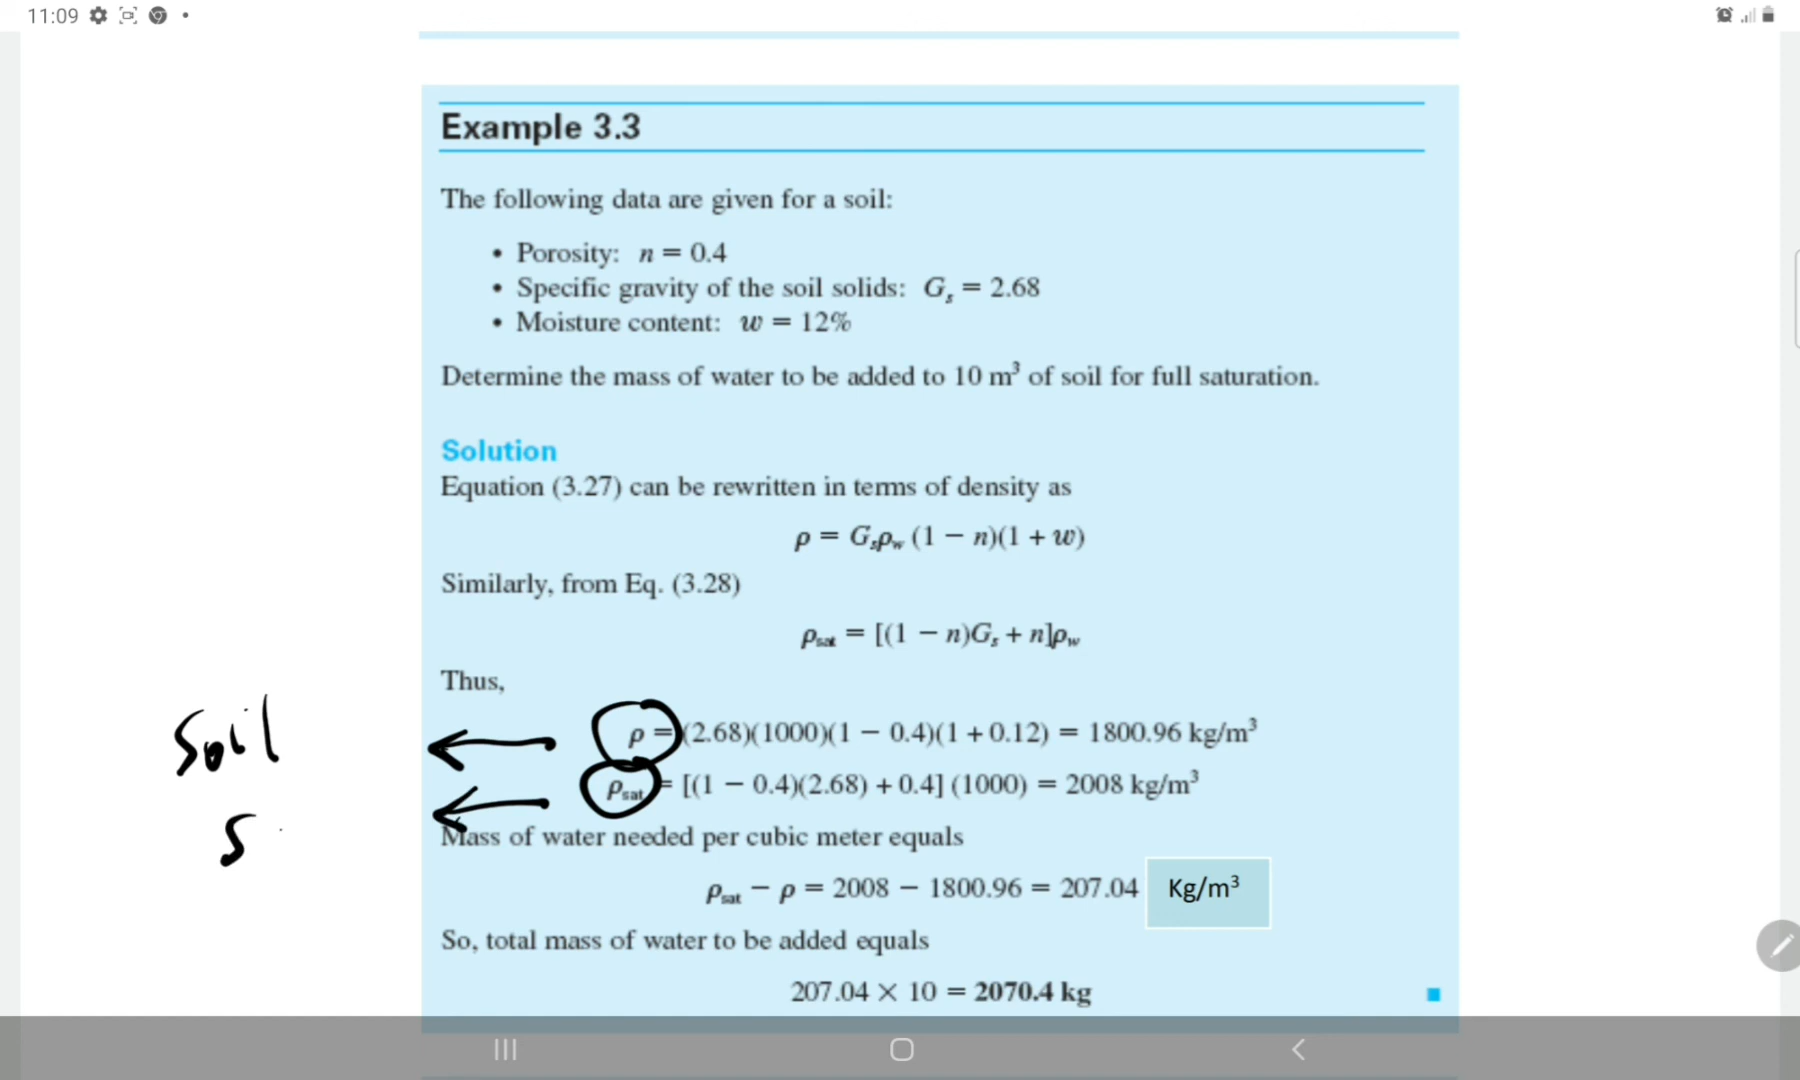 11:09
Example 3.3
The following data are given for a soil:
• Porosity: n = 0.4
• Specific gravity of the soil solids: Gₛ = 2.68
• Moisture content: w = 12%
Determine the mass of water to be added to 10 m³ of soil for full saturation.
Solution
Equation (3.27) can be rewritten in terms of density as
ρ = Gₛρw (1 − n)(1 + w)
Similarly, from Eq. (3.28)
ρsat = [(1 − n)Gₛ + n]ρw
Thus,
soil
ρ = (2.68)(1000)(1 − 0.4)(1 + 0.12) = 1800.96 kg/m³
ρsat = [(1 − 0.4)(2.68) + 0.4] (1000) = 2008 kg/m³
S
Mass of water needed per cubic meter equals
ρsat − ρ = 2008 − 1800.96 = 207.04 Kg/m³
So, total mass of water to be added equals
207.04 × 10 = 2070.4 kg